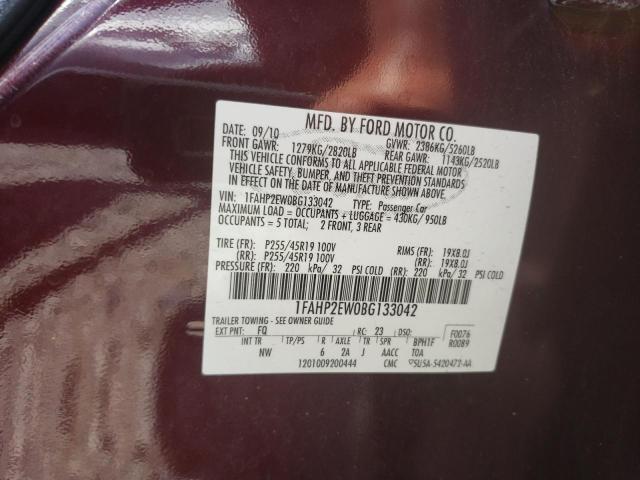 MFD. BY FORD MOTOR CO.
DATE: 09/10 GVWR: 2386KG/5260LB
FRONT GAWR: 1279KG/2820LB REAR GAWR: 1143KG/2520LB
THIS VEHICLE CONFORMS TO ALL APPLICABLE FEDERAL MOTOR
VEHICLE SAFETY, BUMPER, AND THEFT PREVENTION STANDARDS
IN EFFECT ON THE DATE OF MANUFACTURE SHOWN ABOVE.
VIN: 1FAHP2EW0BG133042 TYPE: Passenger Car
MAXIMUM LOAD = OCCUPANTS + LUGGAGE = 430KG/950LB
OCCUPANTS = 5 TOTAL; 2 FRONT, 3 REAR
TIRE (FR): P255/45R19 100V RIMS (FR): 19X8.0J
(RR): P255/45R19 100V (RR): 19X8.0J
PRESSURE (FR): 220 kPa/ 32 PSI COLD (RR): 220 kPa/ 32 PSI COLD
1FAHP2EW0BG133042
TRAILER TOWING - SEE OWNER GUIDE
EXT PNT: FQ RC: 23 DSO: F0076
INT TR TP/PS R AXLE TR SPR BPH1F R0089
NW 6 2A J AACC TOA
1201009200444 CMC 5U5A-5420472-AA